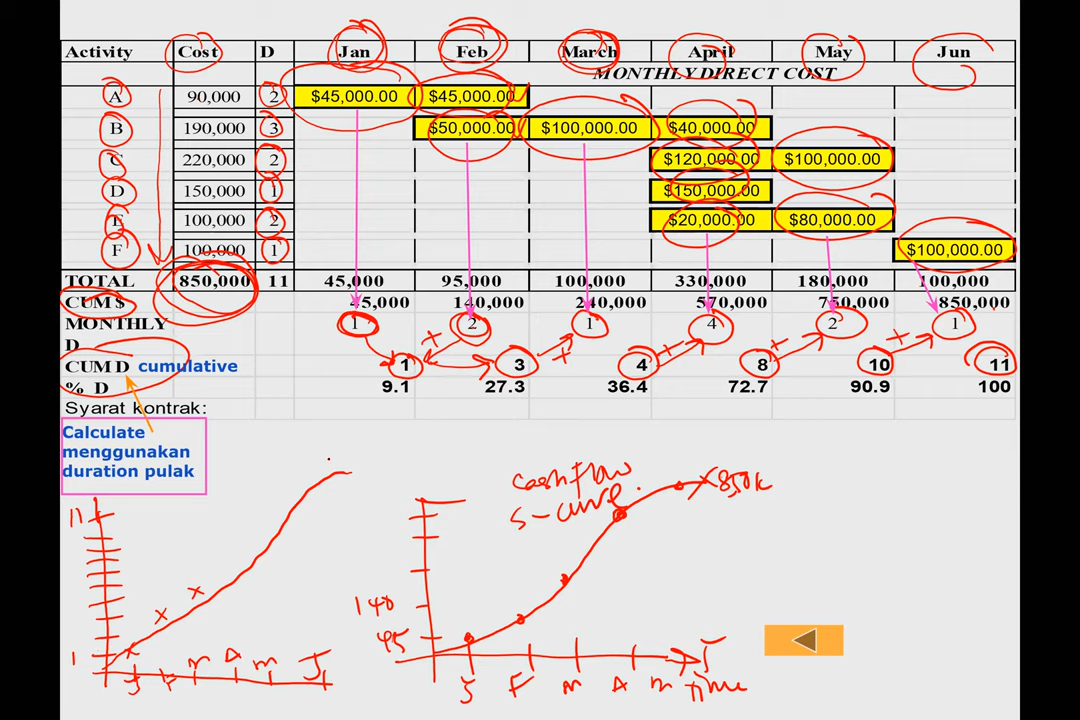 Activity Cost D Jan Feb March April May Jun
MONTHLY DIRECT COST
A 90,000 2 $45,000.00 $45,000.00
B 190,000 3 $50,000.00 $100,000.00 $40,000.00
C 220,000 2 $120,000.00 $100,000.00
D 150,000 1 $150,000.00
E 100,000 2 $20,000.00 $80,000.00
F 100,000 1 $100,000.00
TOTAL 850,000 11 45,000 95,000 100,000 330,000 180,000 100,000
CUM $ 45,000 140,000 240,000 570,000 750,000 850,000
MONTHLY 1 2 1 4 2 1
D
CUM D cumulative 1 3 4 8 10 11
% D 9.1 27.3 36.4 72.7 90.9 100
Syarat kontrak:
Calculate
menggunakan
duration pulak
cashflow
s-curve.
850k
11
140
45
1
J F M A M J
J F M A M Time